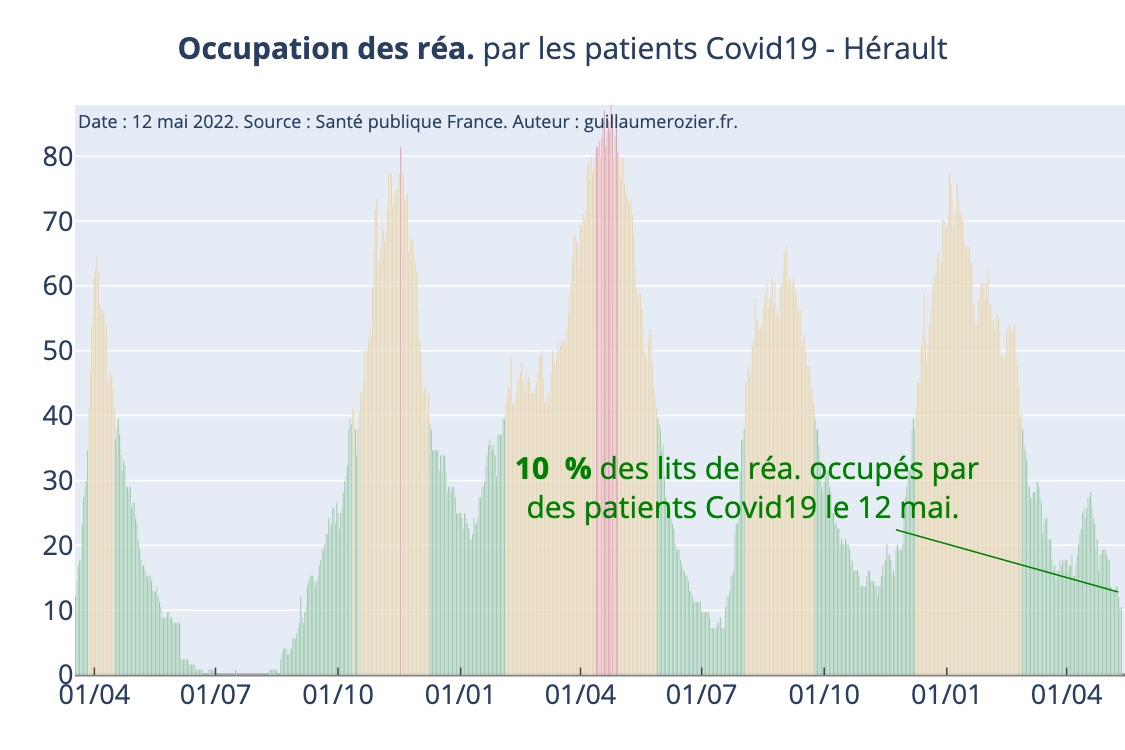 Occupation des réa. par les patients Covid19 - Hérault
Date : 12 mai 2022. Source : Santé publique France. Auteur : guillaumerozier.fr.
80
70
60
50
40
30
20
10
0
10 % des lits de réa. occupés par
des patients Covid19 le 12 mai.
01/04 01/07 01/10 01/01 01/04 01/07 01/10 01/01 01/04